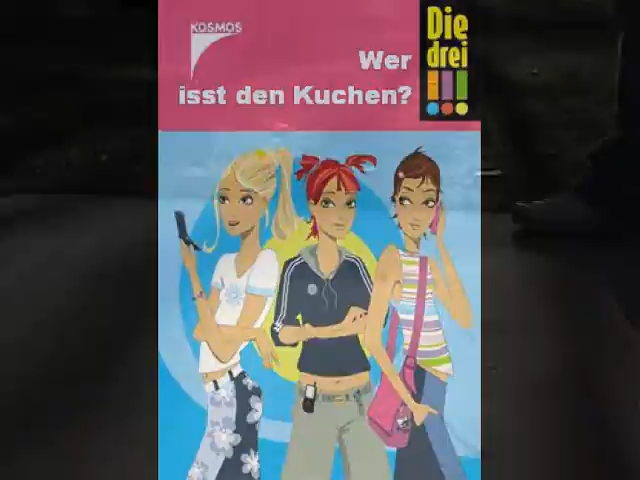 KOSMOS
Die
drei
!!!
Wer
isst den Kuchen?